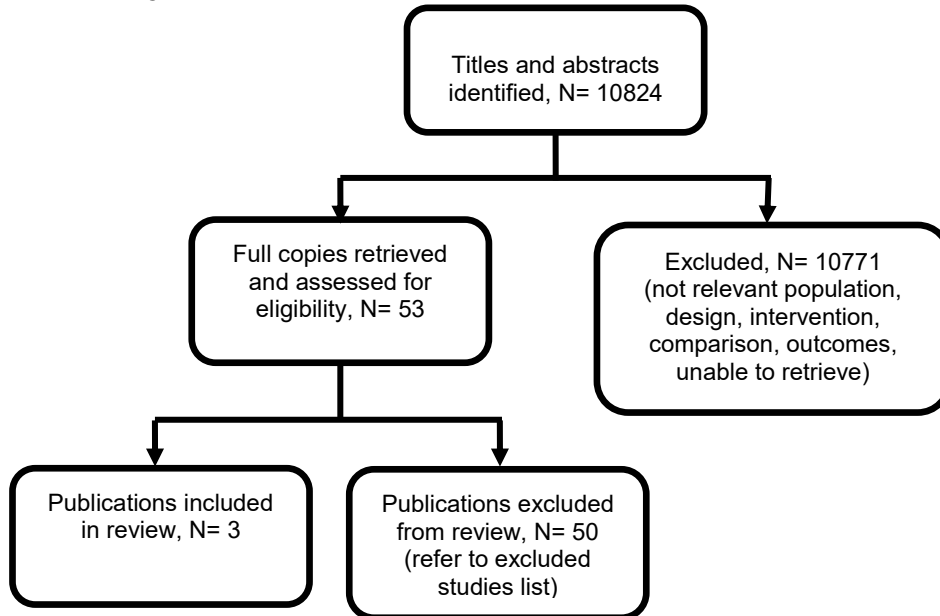 Titles and abstracts
identified, N= 10824
Full copies retrieved
and assessed for
eligibility, N= 53
Excluded, N= 10771
(not relevant population,
design, intervention,
comparison, outcomes,
unable to retrieve)
Publications included
in review, N= 3
Publications excluded
from review, N= 50
(refer to excluded
studies list)